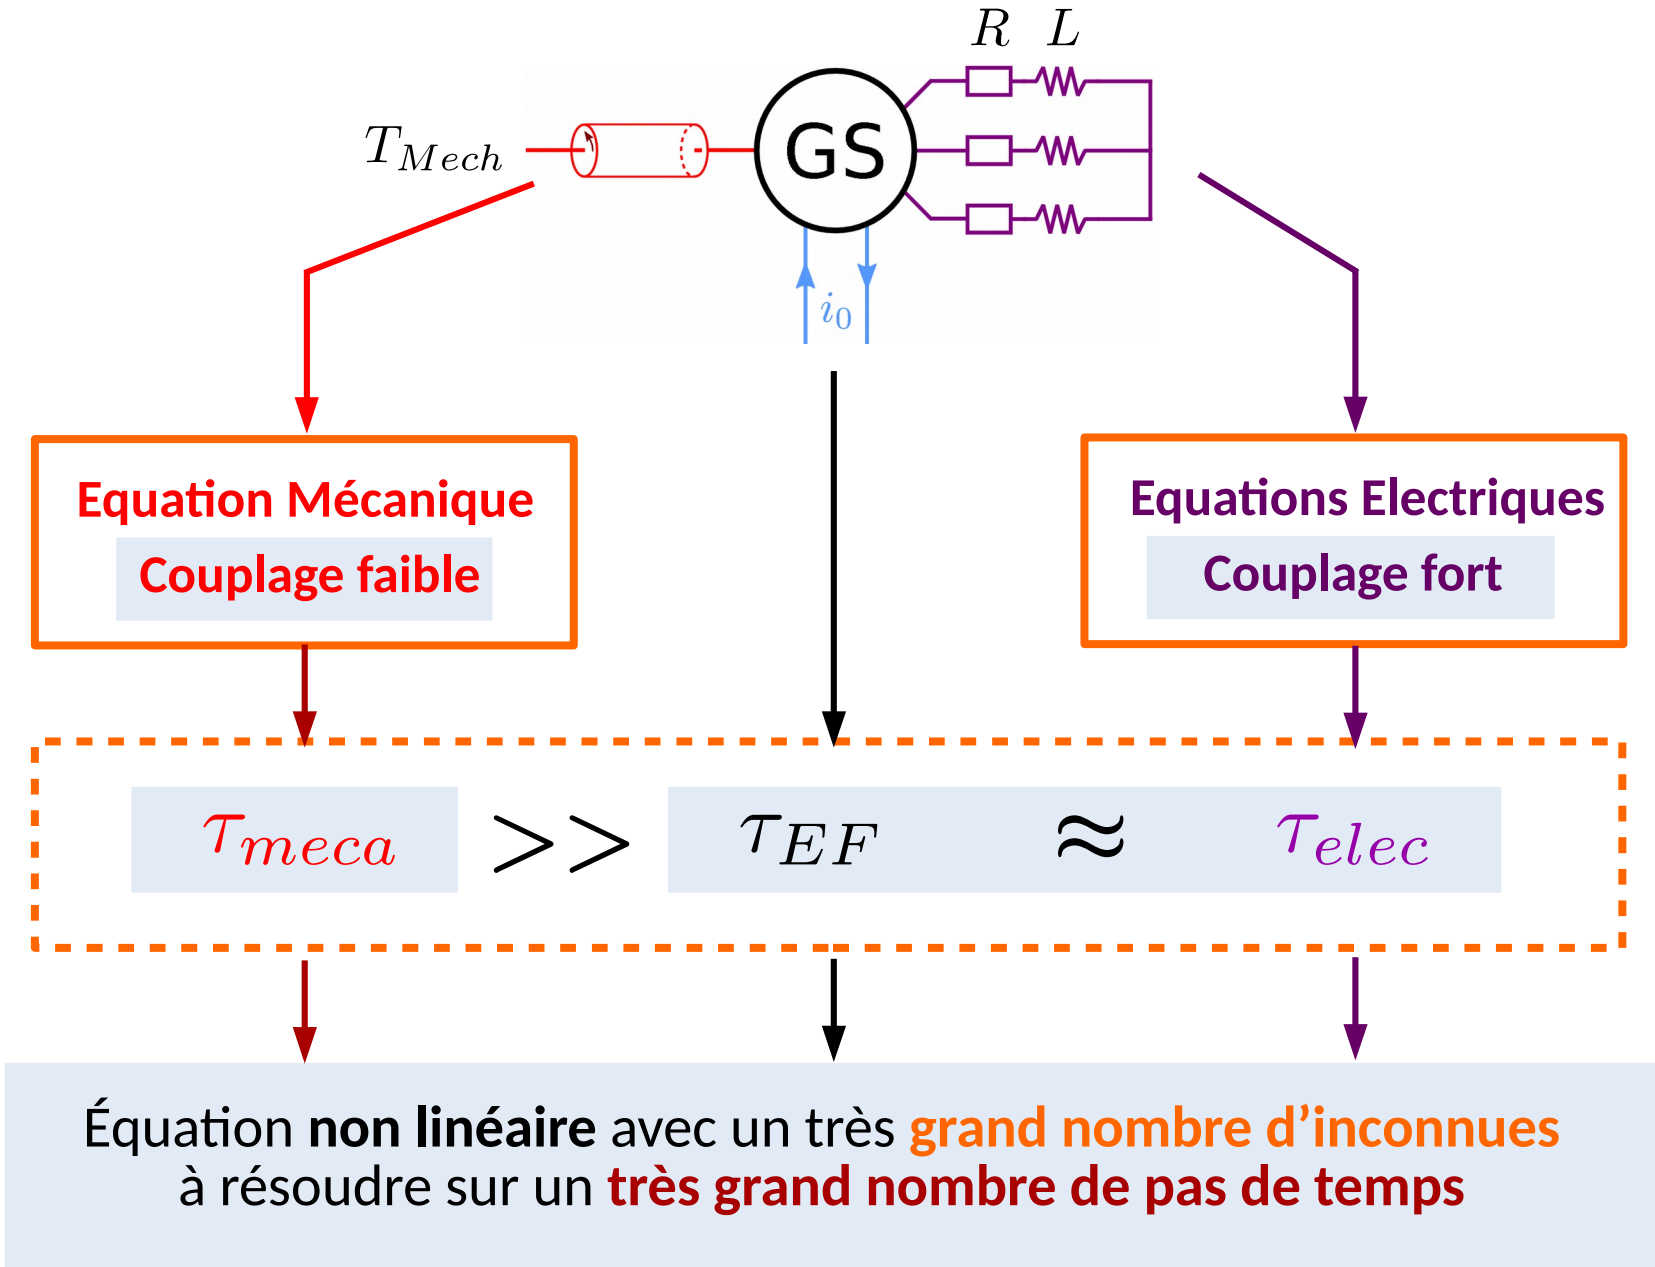 R L
T_Mech
GS
i_0
Equation Mécanique
Couplage faible
Equations Electriques
Couplage fort
τ_meca >> τ_EF ≈ τ_elec
Équation non linéaire avec un très grand nombre d’inconnues
à résoudre sur un très grand nombre de pas de temps